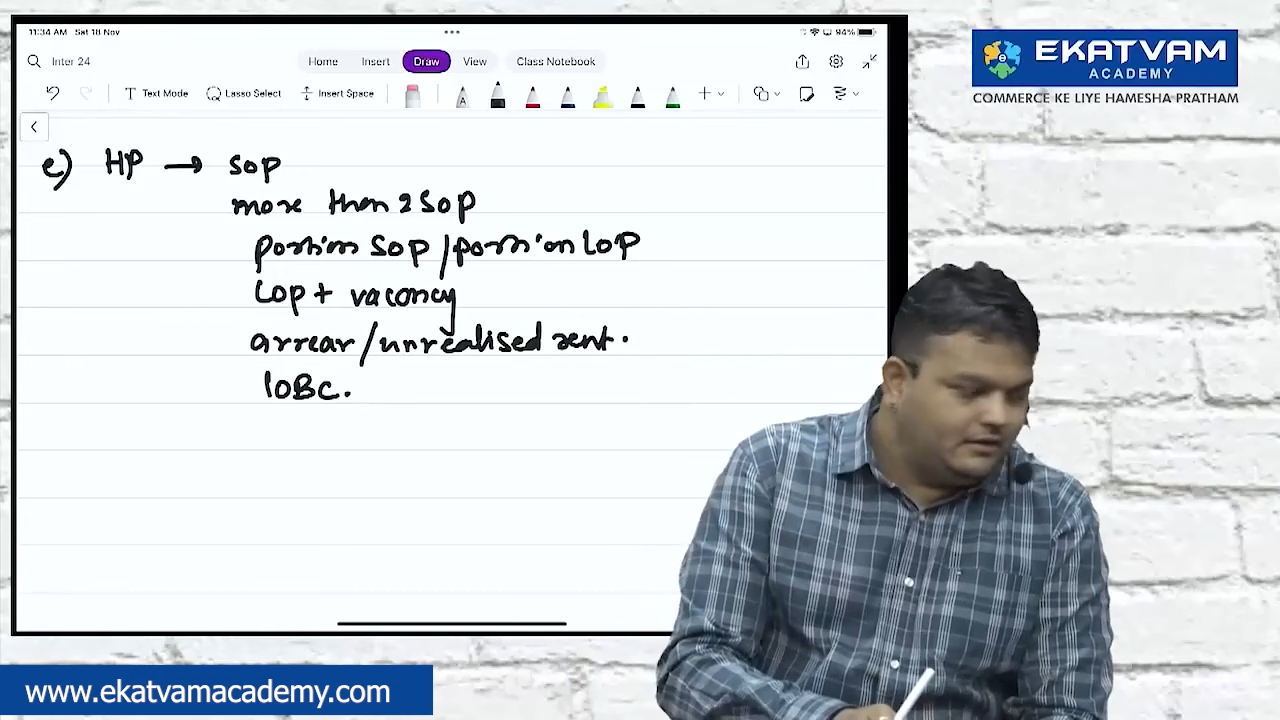 11:34 AM Sat 18 Nov
94%
Inter 24
Home Insert Draw View Class Notebook
Text Mode Lasso Select Insert Space
e) HP → SOP
more than 2 SOP
portion SOP/portion LOP
LOP + vacancy
arrear/unrealised rent.
IOBC.
EKATVAM
ACADEMY
COMMERCE KE LIYE HAMESHA PRATHAM
www.ekatvamacademy.com